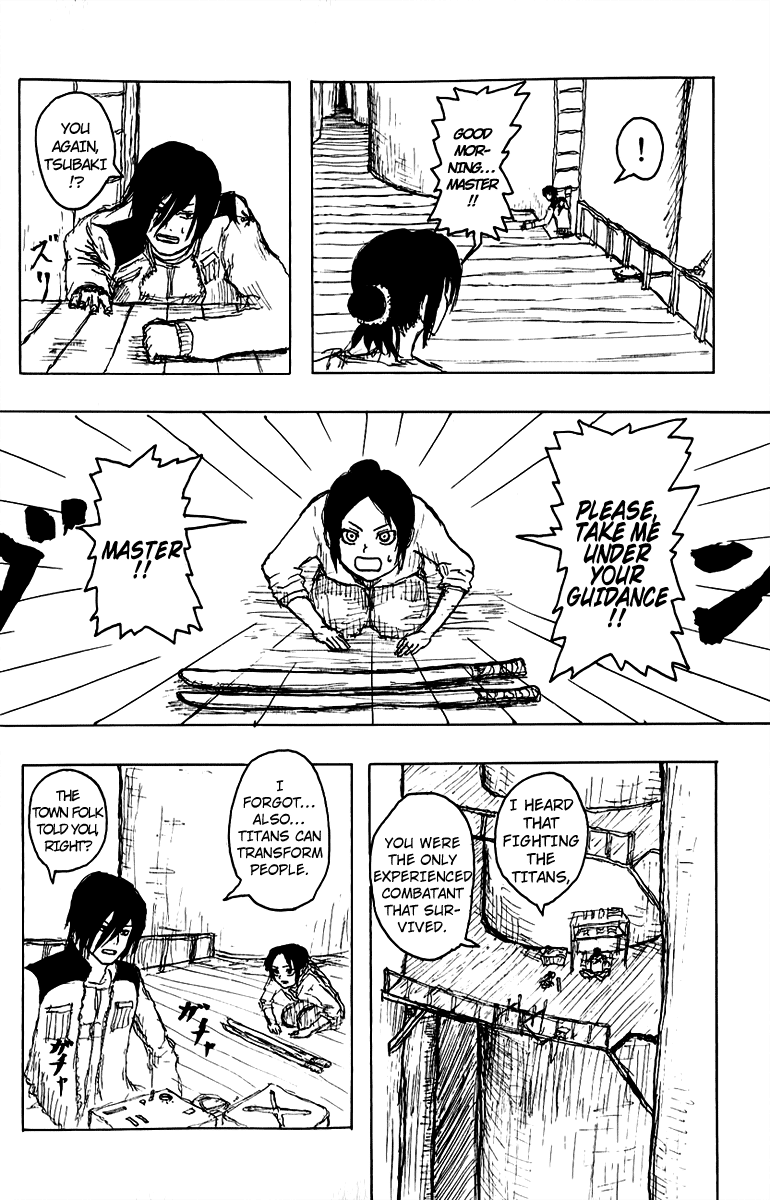 GOOD
MOR-
NING...
MASTER
!!
!
YOU
AGAIN,
TSUBAKI
!?
ズリ
PLEASE,
TAKE ME
UNDER
YOUR
GUIDANCE
!!
MASTER
!!
I HEARD
THAT
FIGHTING
THE
TITANS,
YOU WERE
THE ONLY
EXPERIENCED
COMBATANT
THAT SUR-
VIVED.
I
FORGOT...
ALSO...
TITANS CAN
TRANSFORM
PEOPLE.
THE
TOWN FOLK
TOLD YOU,
RIGHT?
ガチャ
ガチャ